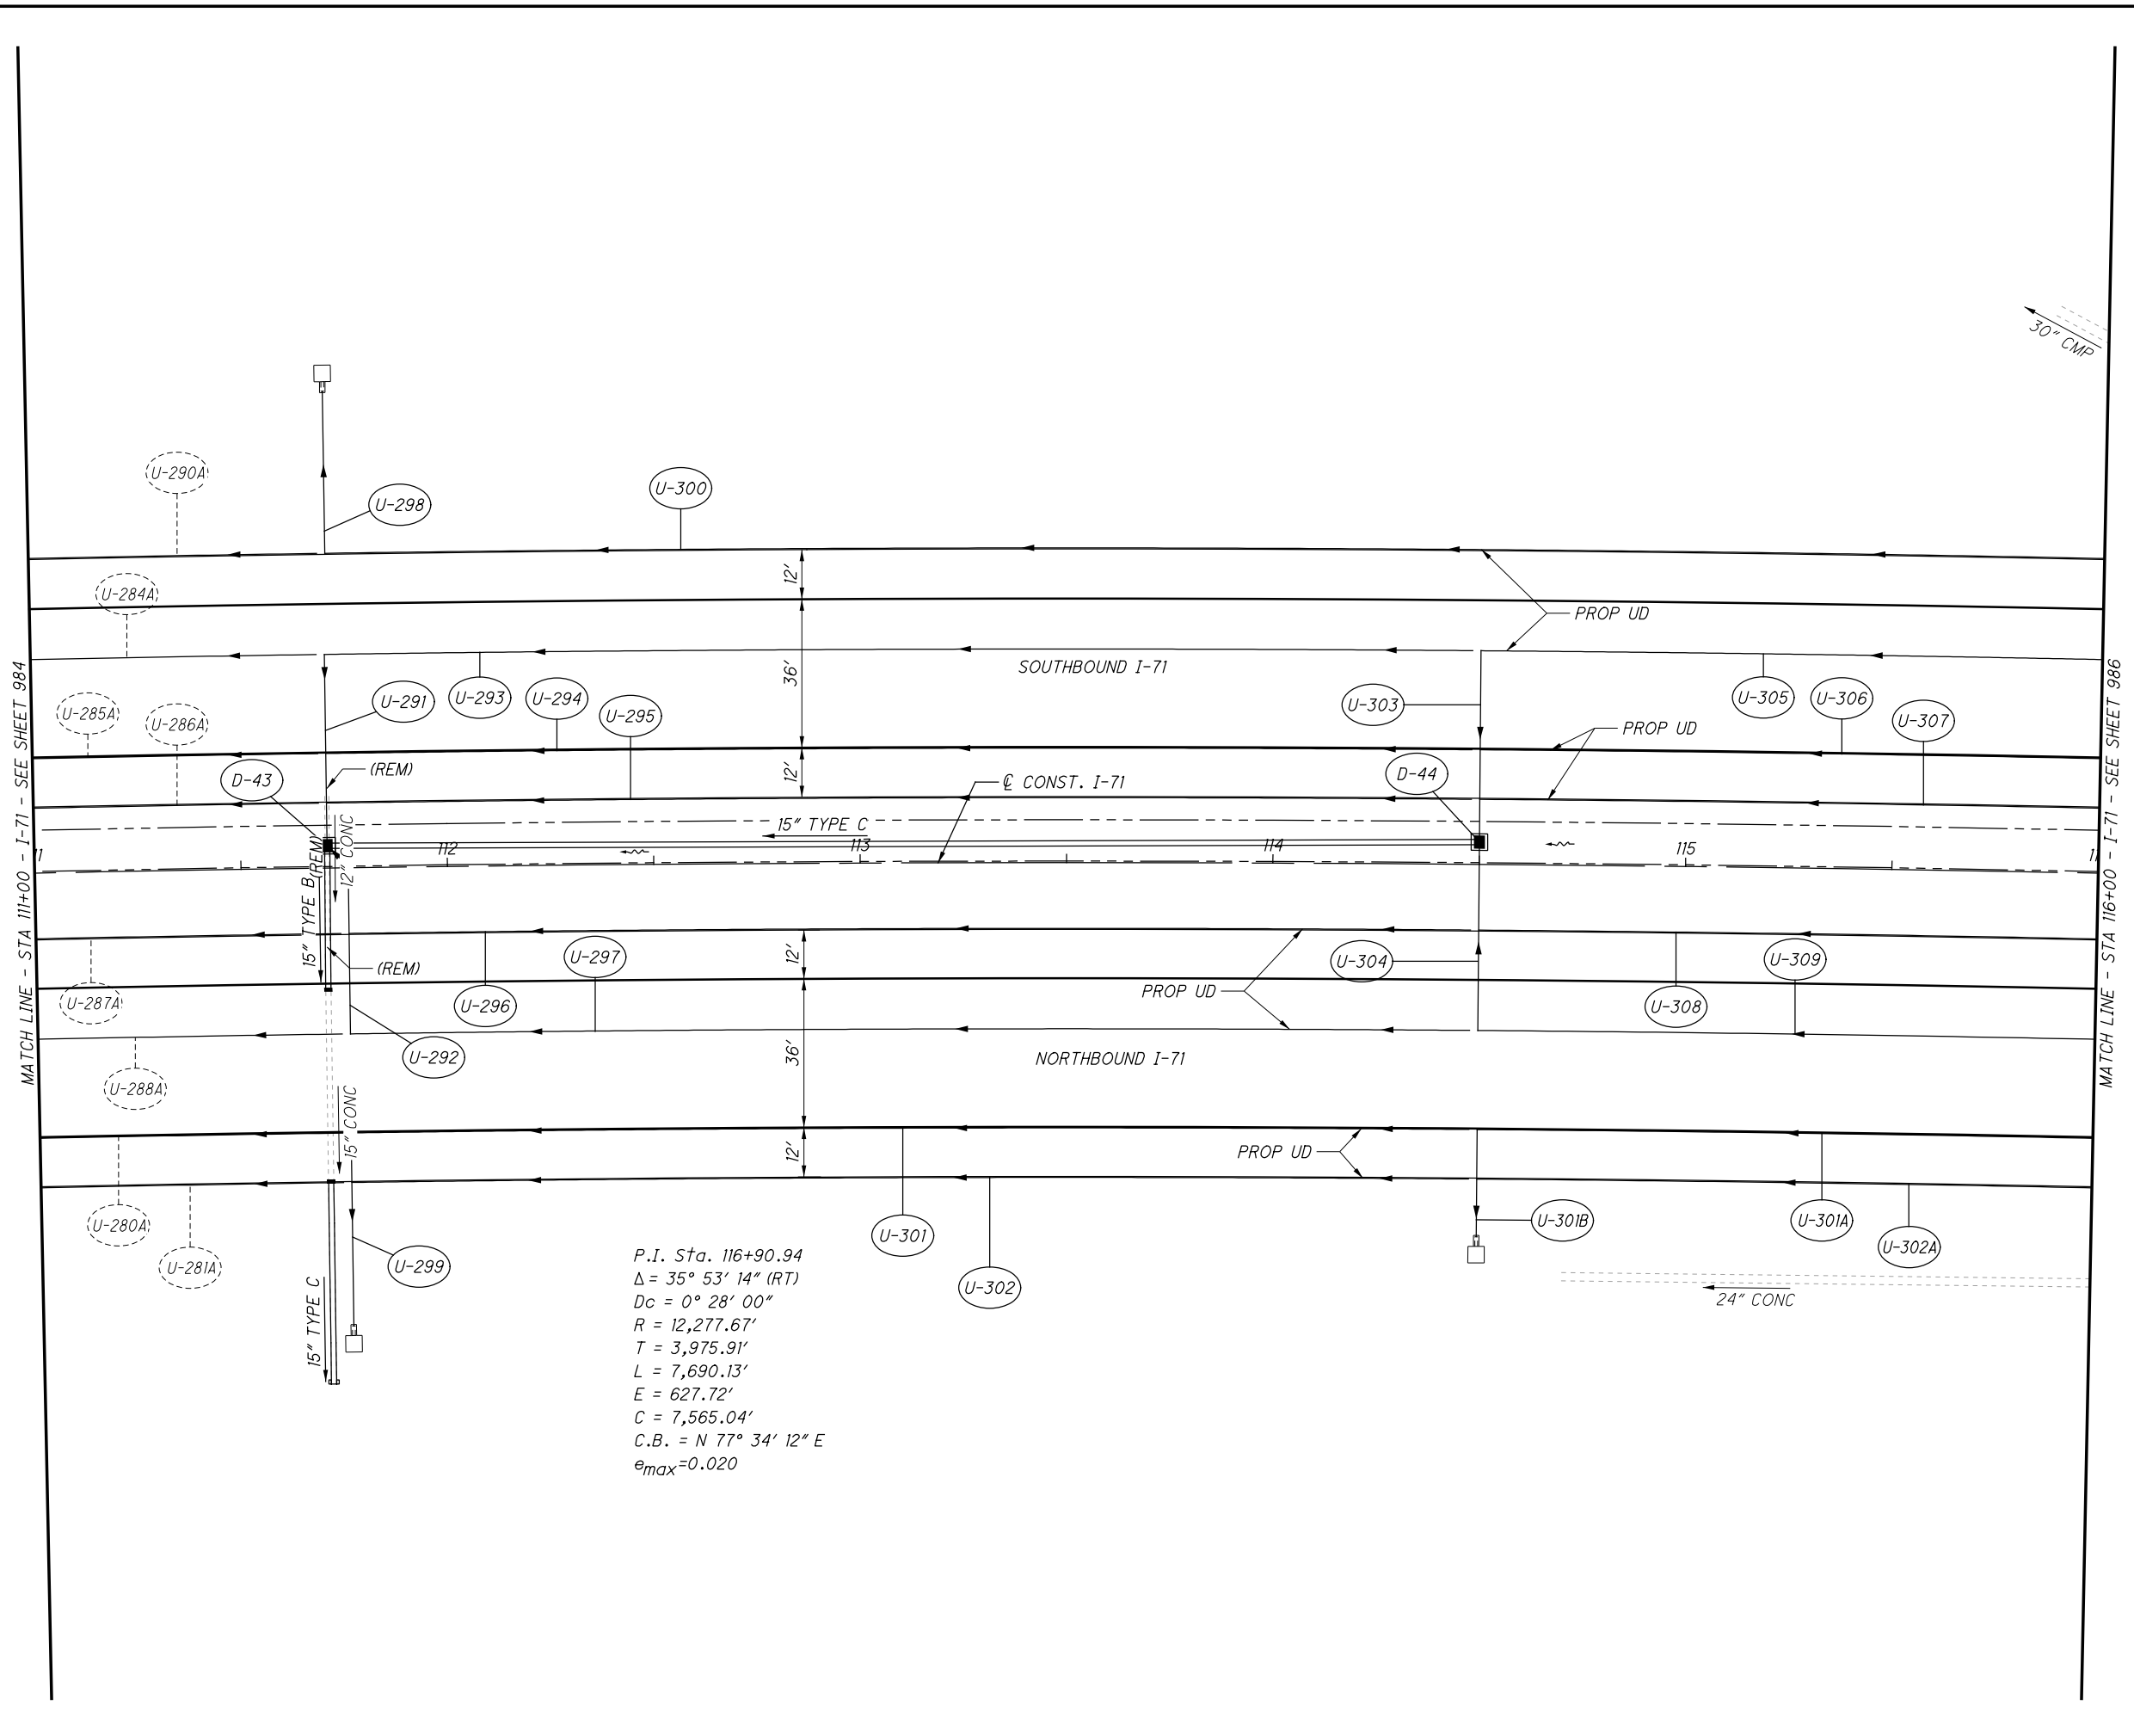 30" CMP
U-290A
U-298
U-300
U-284A
12'
PROP UD
36'
SOUTHBOUND I-71
U-285A
U-286A
U-291
U-293
U-294
U-295
U-303
U-305
U-306
U-307
PROP UD
D-43
(REM)
12'
℄ CONST. I-71
D-44
15" TYPE C
12" CONC
(REM)
15" TYPE B
11
112
113
114
115
11
MATCH LINE - STA 111+00 - I-71 - SEE SHEET 984
MATCH LINE - STA 116+00 - I-71 - SEE SHEET 986
U-287A
(REM)
U-296
U-297
12'
PROP UD
U-304
U-308
U-309
U-288A
U-292
36'
NORTHBOUND I-71
15" CONC
12'
PROP UD
U-280A
U-281A
U-299
U-301
U-302
U-301B
U-301A
U-302A
15" TYPE C
24" CONC
P.I. Sta. 116+90.94
Δ = 35° 53' 14" (RT)
Dc = 0° 28' 00"
R = 12,277.67'
T = 3,975.91'
L = 7,690.13'
E = 627.72'
C = 7,565.04'
C.B. = N 77° 34' 12" E
emax=0.020